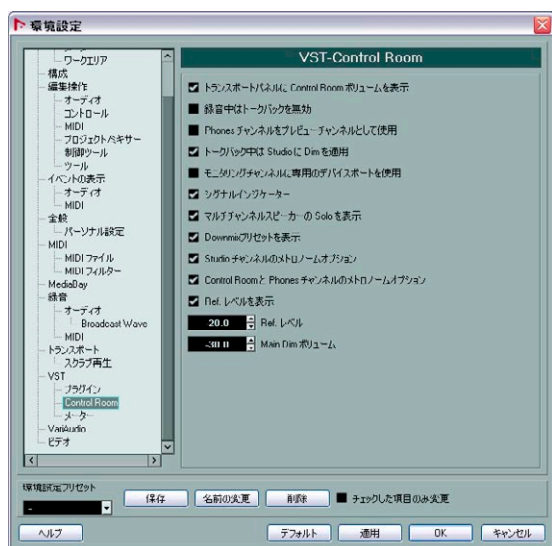 環境設定
ワークエリア
構成
編集操作
オーディオ
コントロール
MIDI
プロジェクト/ミキサー
制御ツール
ツール
イベントの表示
オーディオ
MIDI
全般
パーソナル設定
MIDI
MIDI ファイル
MIDI フィルター
MediaBay
録音
オーディオ
Broadcast Wave
MIDI
トランスポート
スクラブ再生
VST
プラグイン
Control Room
メーター
VariAudio
ビデオ
VST-Control Room
トランスポートパネルに Control Room ボリュームを表示
録音中はトークバックを無効
Phones チャンネルをプレビューチャンネルとして使用
トークバック中は Studio に Dim を適用
モニタリングチャンネルに専用のデバイスポートを使用
シグナルインジケーター
マルチチャンネルスピーカーの Solo を表示
Downmix プリセットを表示
Studio チャンネルのメトロノームオプション
Control Room と Phones チャンネルのメトロノームオプション
Ref. レベルを表示
20.0 Ref. レベル
-30.0 Main Dim ボリューム
環境設定プリセット
-
保存
名前の変更
削除
チェックした項目のみ変更
ヘルプ
デフォルト
適用
OK
キャンセル